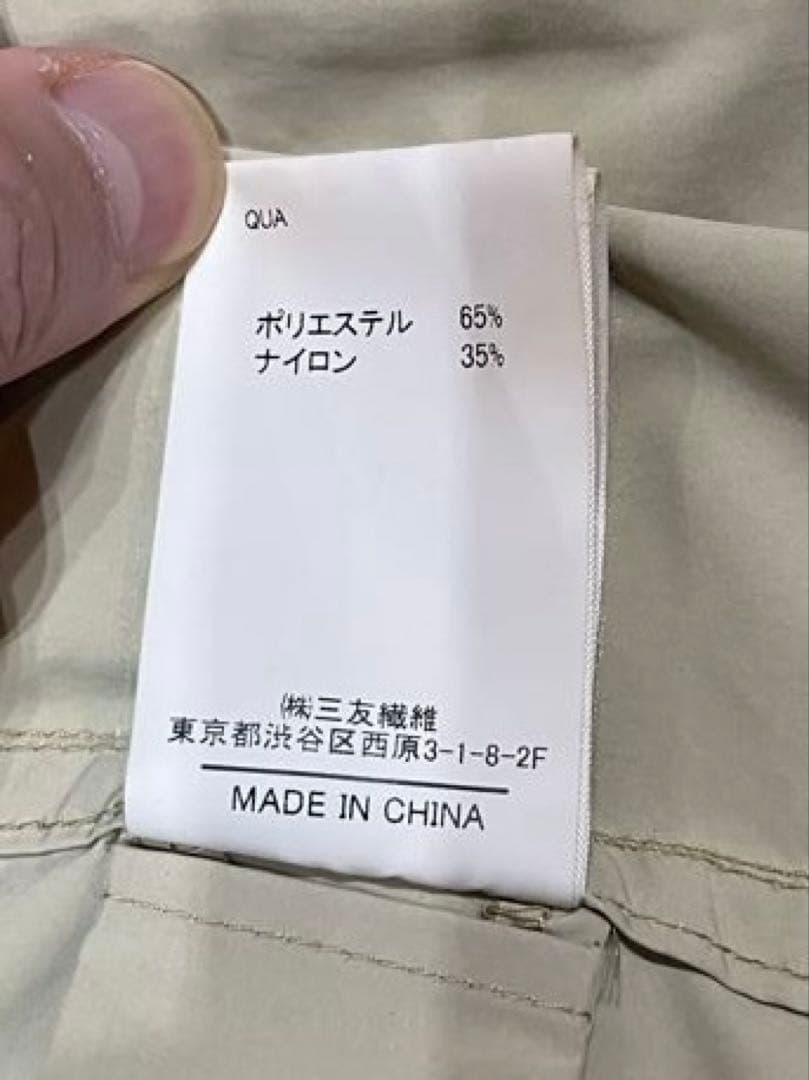 QUA
ポリエステル 65%
ナイロン 35%
㈱三友繊維
東京都渋谷区西原3-1-8-2F
MADE IN CHINA